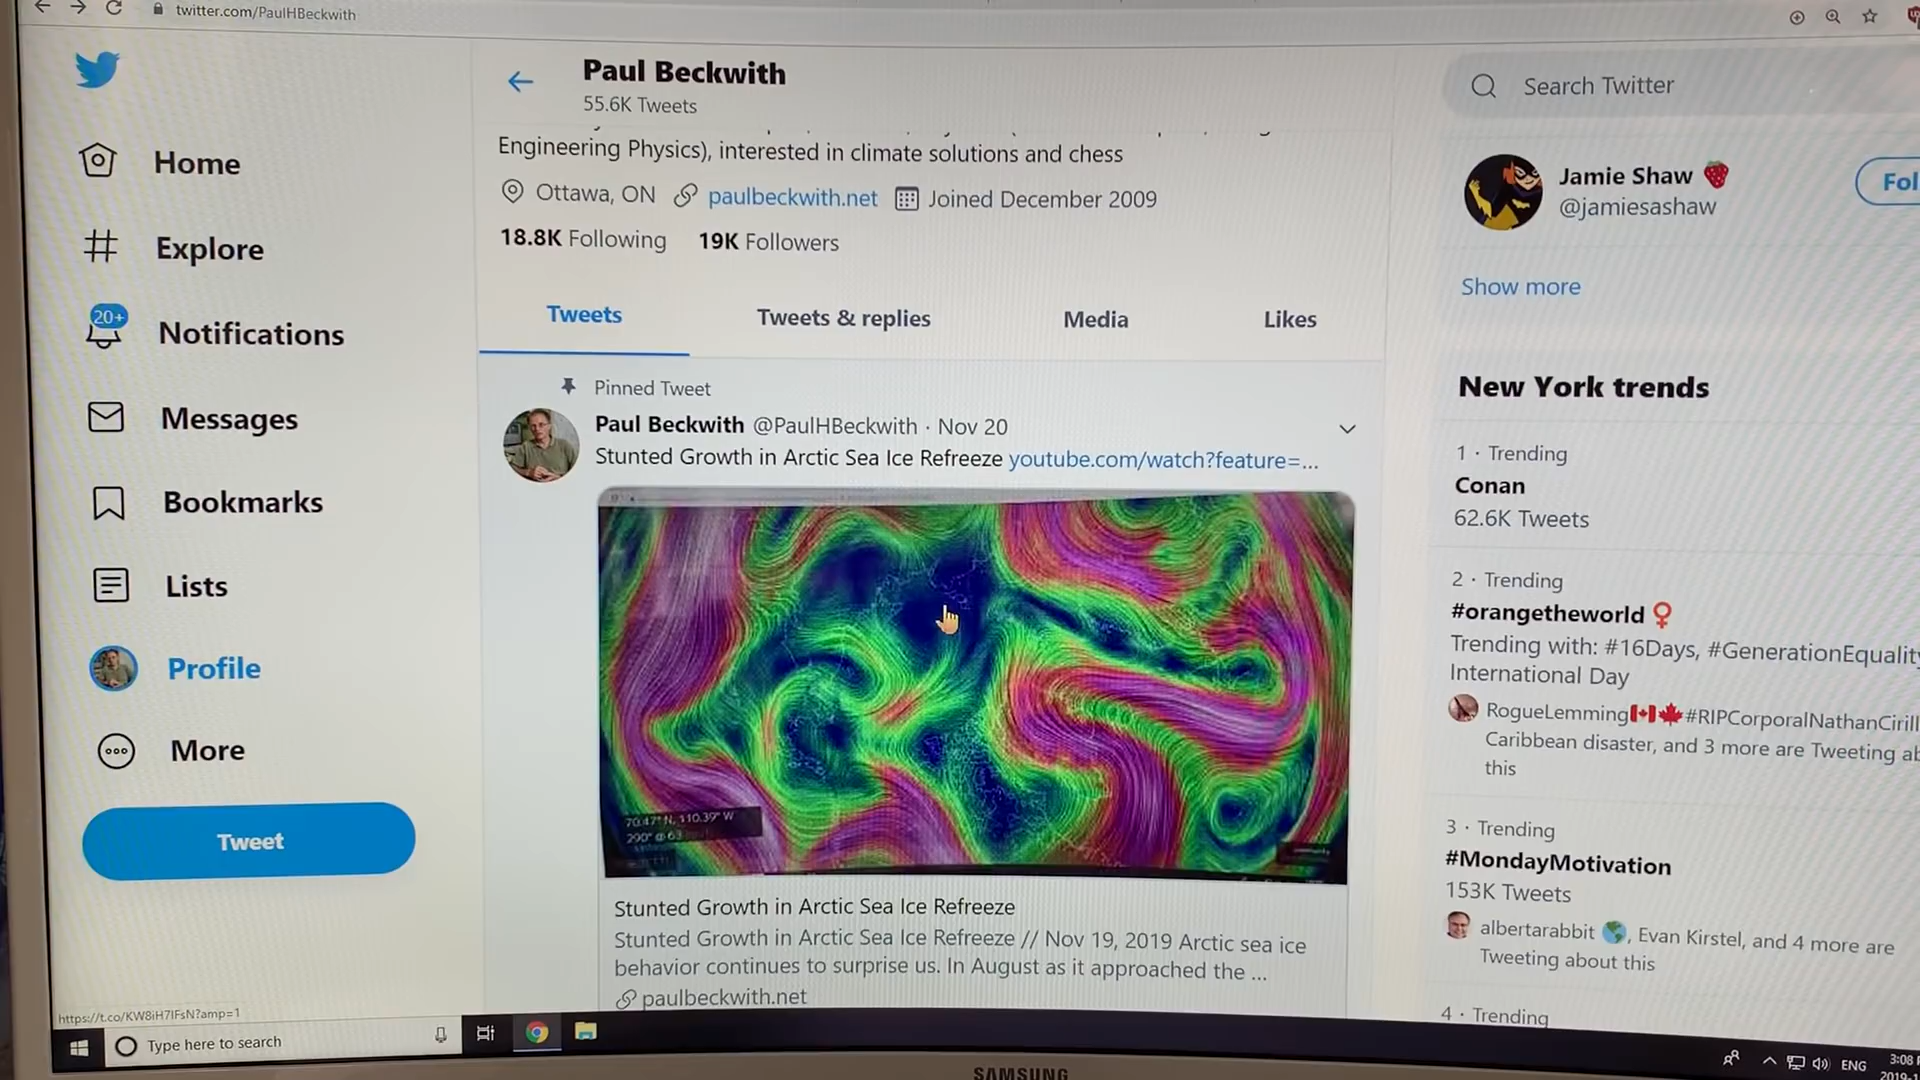 twitter.com/PaulHBeckwith
Home
Explore
20+
Notifications
Messages
Bookmarks
Lists
Profile
More
Tweet
Paul Beckwith
55.6K Tweets
Engineering Physics), interested in climate solutions and chess
Ottawa, ON paulbeckwith.net Joined December 2009
18.8K Following 19K Followers
Tweets Tweets & replies Media Likes
Pinned Tweet
Paul Beckwith @PaulHBeckwith · Nov 20
Stunted Growth in Arctic Sea Ice Refreeze youtube.com/watch?feature=...
70.47° N, 110.39° W
290° @ 63
Stunted Growth in Arctic Sea Ice Refreeze
Stunted Growth in Arctic Sea Ice Refreeze // Nov 19, 2019 Arctic sea ice
behavior continues to surprise us. In August as it approached the ...
paulbeckwith.net
Search Twitter
Jamie Shaw
@jamiesashaw
Fol
Show more
New York trends
1 · Trending
Conan
62.6K Tweets
2 · Trending
#orangetheworld
Trending with: #16Days, #GenerationEquality
International Day
RogueLemming #RIPCorporalNathanCirill
Caribbean disaster, and 3 more are Tweeting ab
this
3 · Trending
#MondayMotivation
153K Tweets
albertarabbit , Evan Kirstel, and 4 more are
Tweeting about this
4 · Trending
https://t.co/KW8iH7IFsN?amp=1
Type here to search
ENG
3:08 P
2019-1
SAMSUNG